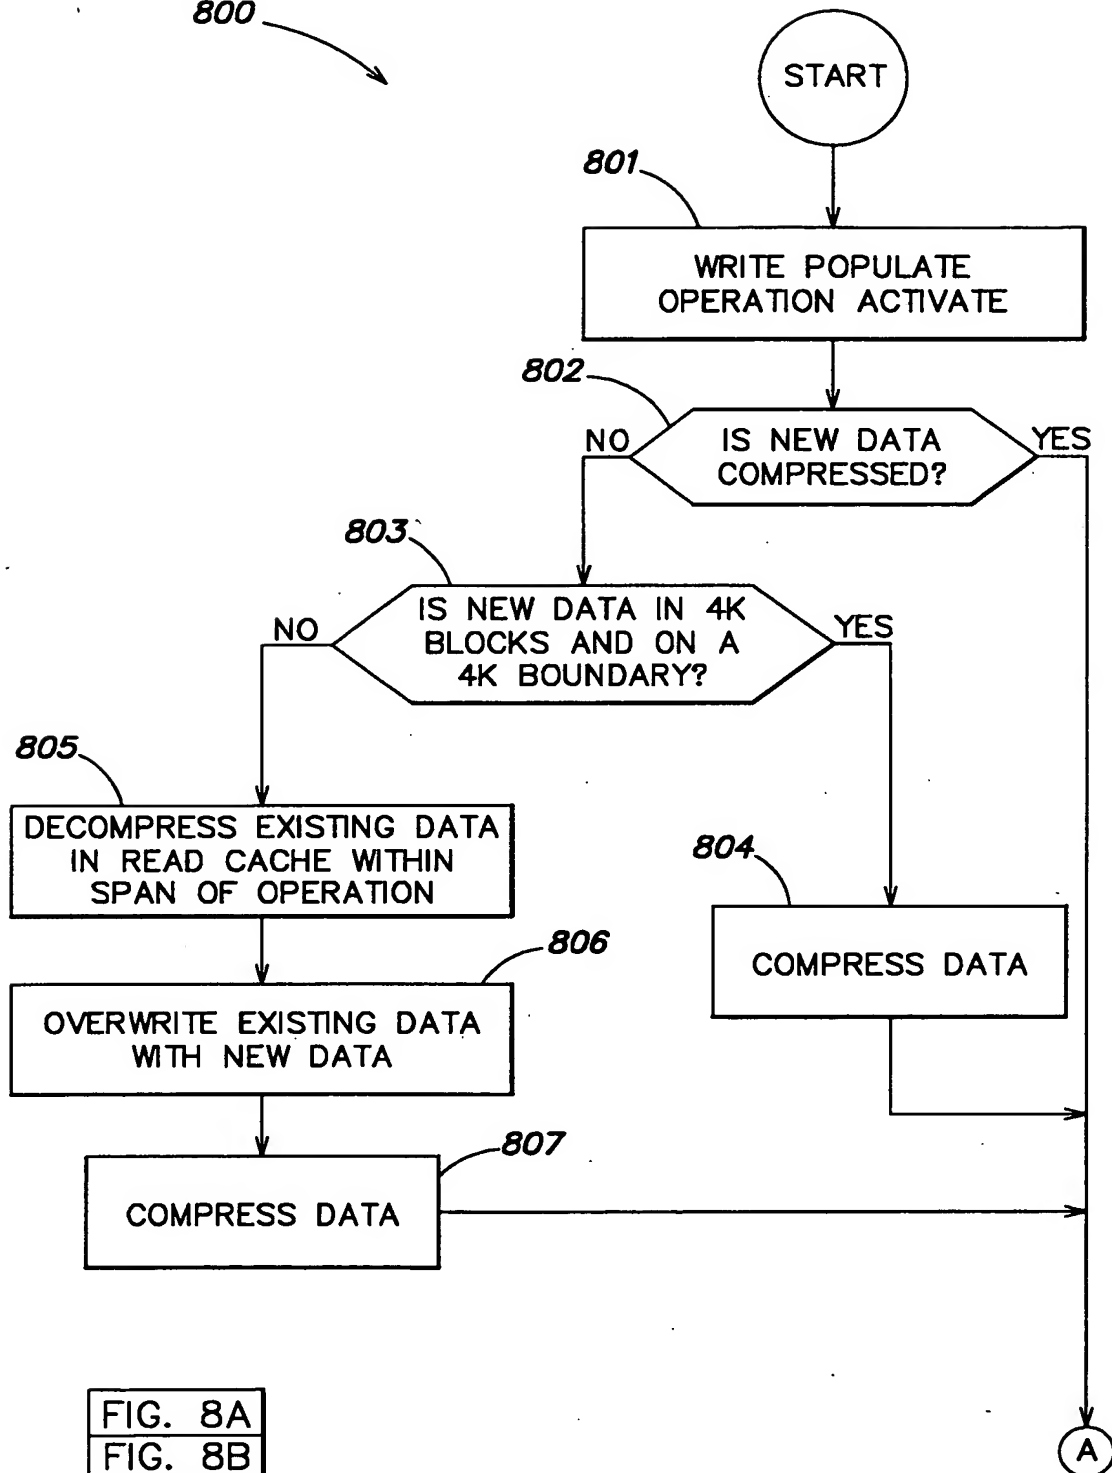 800
START
801
WRITE POPULATE
OPERATION ACTIVATE
802
NO
IS NEW DATA
COMPRESSED?
YES
803
NO
IS NEW DATA IN 4K
BLOCKS AND ON A
4K BOUNDARY?
YES
805
DECOMPRESS EXISTING DATA
IN READ CACHE WITHIN
SPAN OF OPERATION
804
COMPRESS DATA
806
OVERWRITE EXISTING DATA
WITH NEW DATA
807
COMPRESS DATA
FIG. 8A
FIG. 8B
A